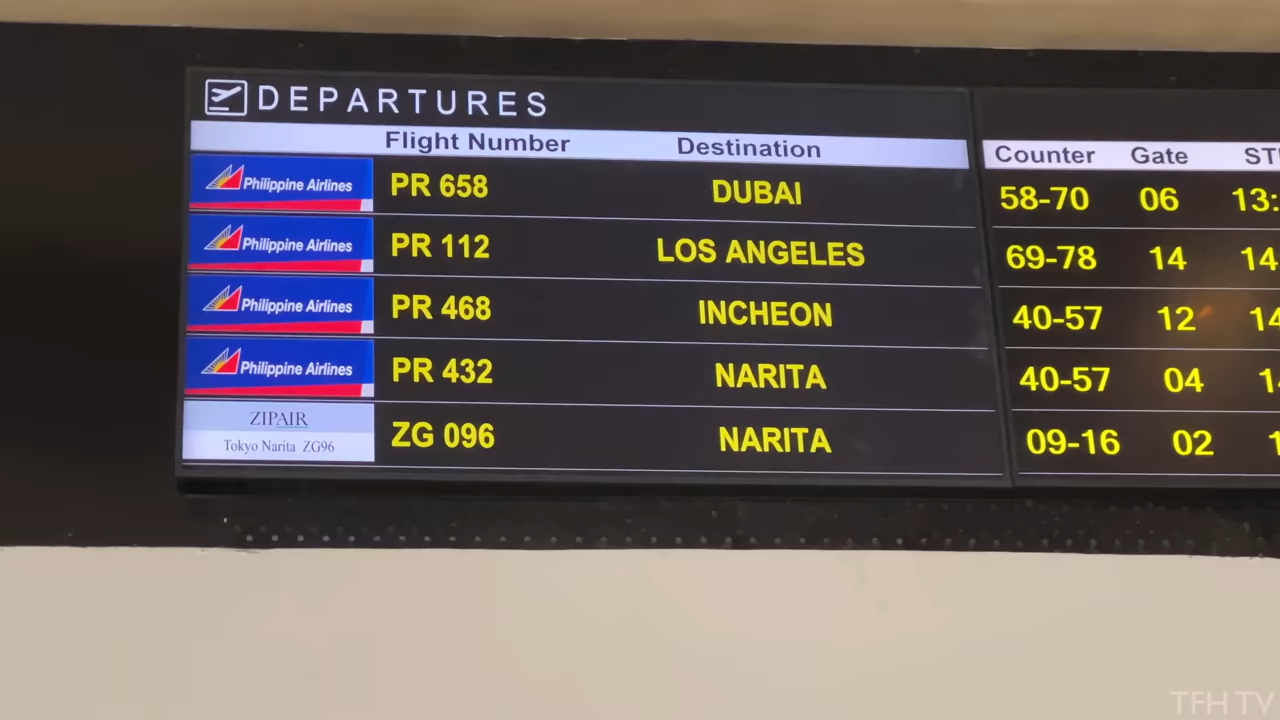 DEPARTURES
Flight Number Destination Counter Gate
Philippine Airlines PR 658 DUBAI 58-70 06
Philippine Airlines PR 112 LOS ANGELES 69-78 14
Philippine Airlines PR 468 INCHEON 40-57 12
Philippine Airlines PR 432 NARITA 40-57 04
ZIPAIR
Tokyo Narita ZG96 ZG 096 NARITA 09-16 02
TFH TV